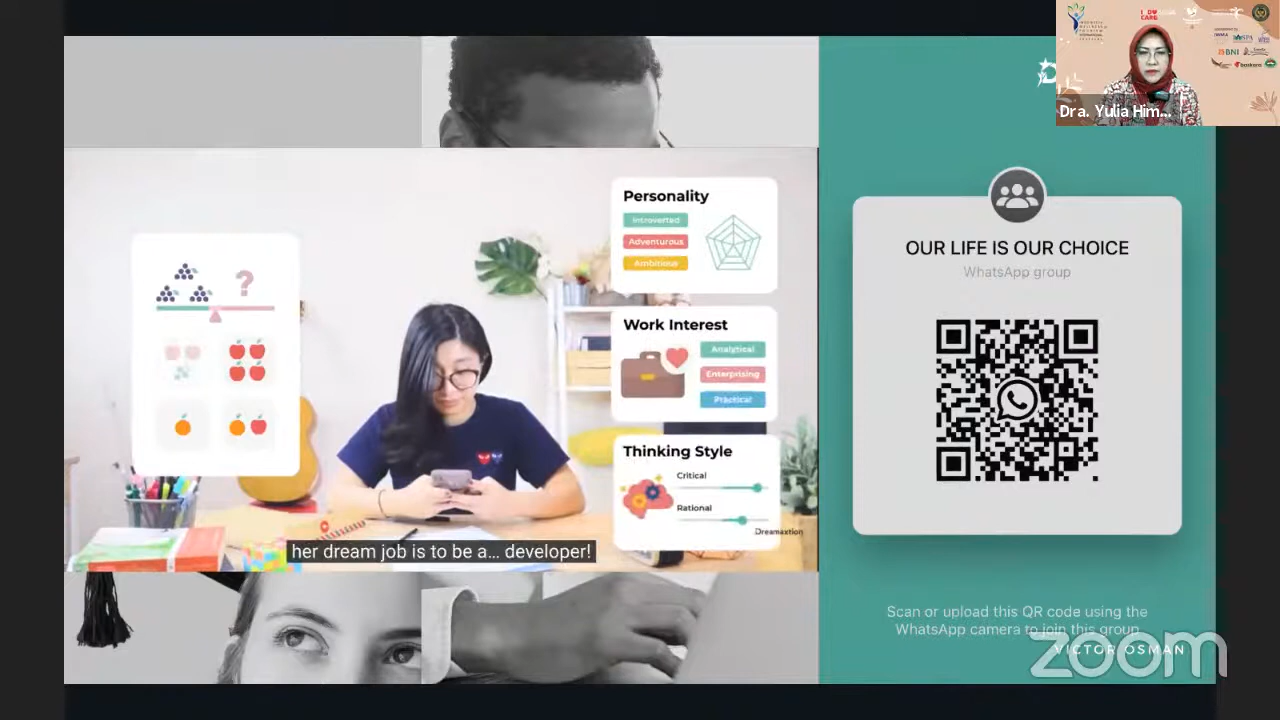 Personality
Introverted
Adventurous
Ambitious
Work Interest
Analytical
Enterprising
Practical
Thinking Style
Critical
Rational
Dreamaxtion
her dream job is to be a... developer!
?
OUR LIFE IS OUR CHOICE
WhatsApp group
Scan or upload this QR code using the
WhatsApp camera to join this group
VICTOR OSMAN
zoom
Dra. Yulia Him...
CARE
BNI